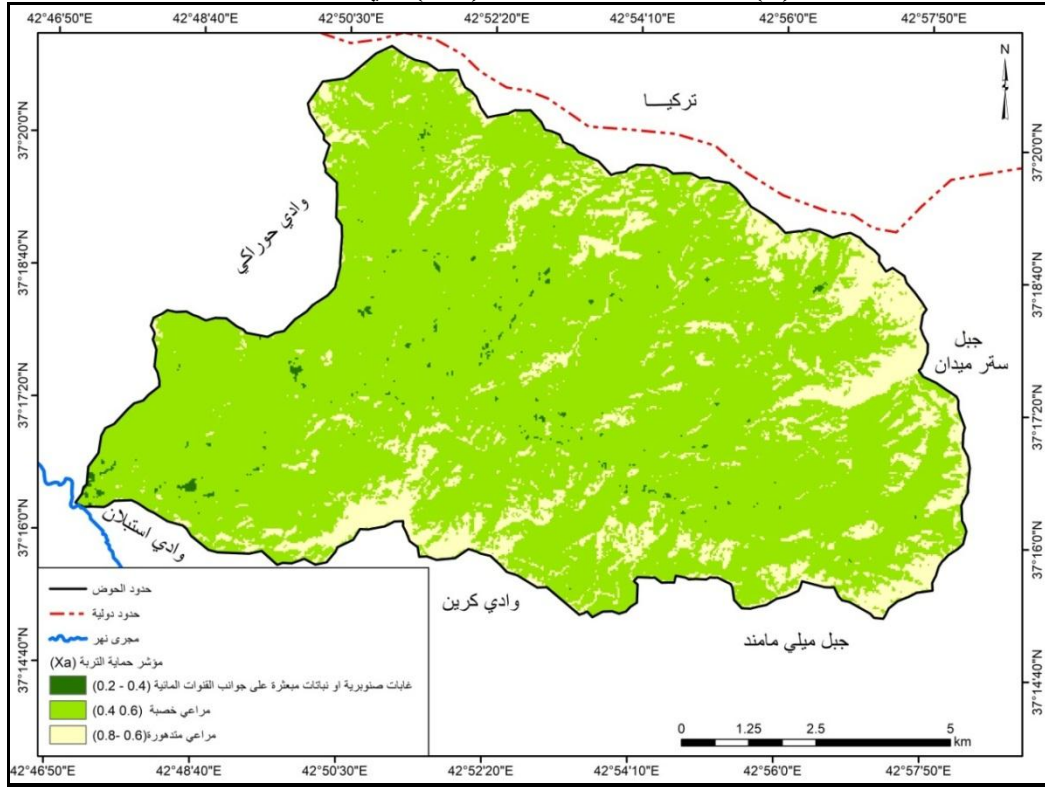 42°46'50"E 42°48'40"E 42°50'30"E 42°52'20"E 42°54'10"E 42°56'0"E 42°57'50"E
N
تركيـــا
37°20'0"N
37°20'0"N
وادي حوراكي
37°18'40"N
37°18'40"N
جبل
ستر ميدان
37°17'20"N
37°17'20"N
37°16'0"N
37°16'0"N
وادي استبلان
وادي كرين
جبل ميلي مامند
37°14'40"N
37°14'40"N
حدود الحوض
حدود دولية
مجرى نهر
مؤشر حماية التربة (Xa)
غابات صنوبرية او نباتات مبعثرة على جوانب القنوات المائية (0.4 - 0.2)
مراعي خصبة (0.6 0.4)
مراعي متدهورة(0.6 -0.8)
0 1.25 2.5 5
km
42°46'50"E 42°48'40"E 42°50'30"E 42°52'20"E 42°54'10"E 42°56'0"E 42°57'50"E